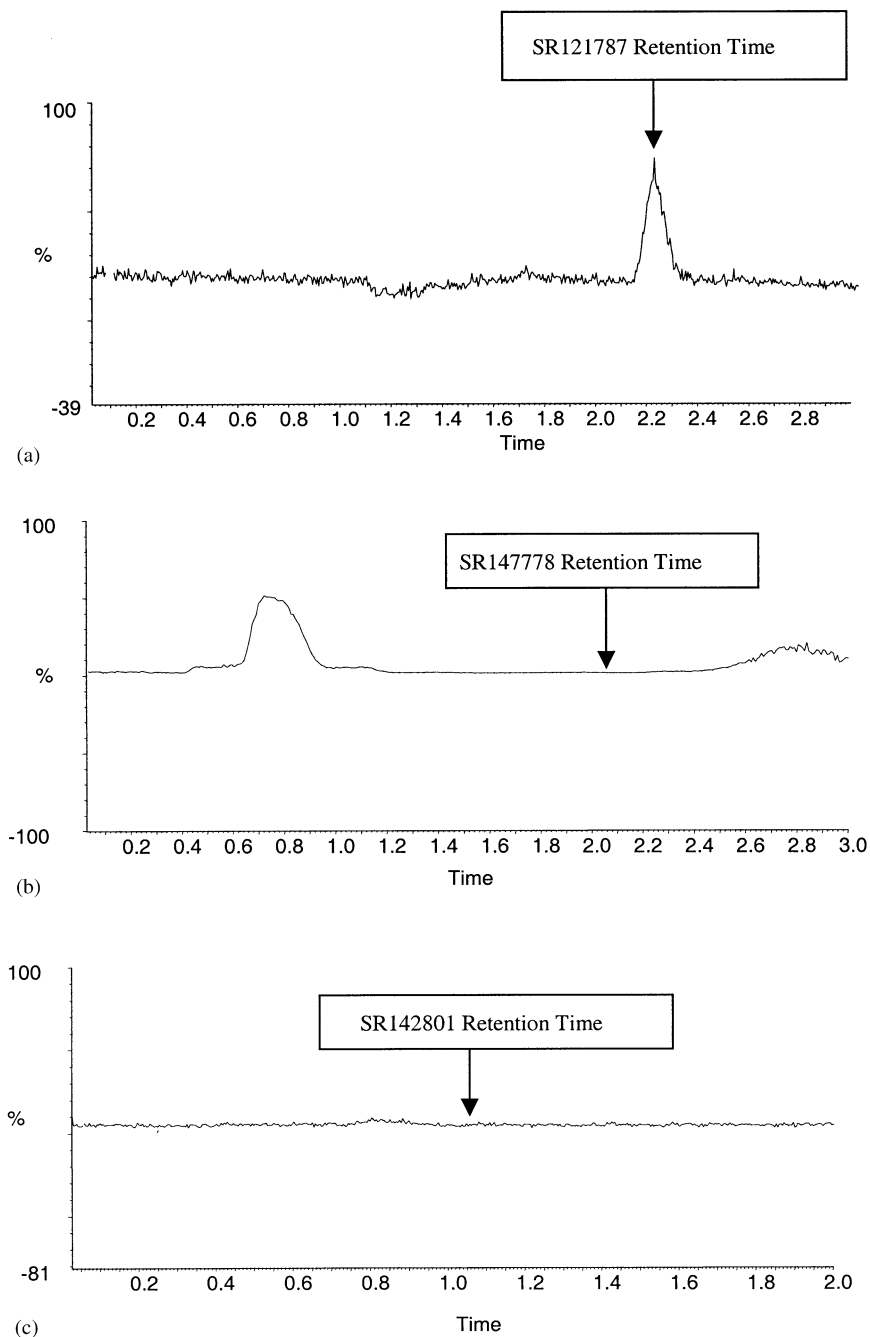 SR121787 Retention Time
100
%
-39
0.2 0.4 0.6 0.8 1.0 1.2 1.4 1.6 1.8 2.0 2.2 2.4 2.6 2.8
Time
(a)
100
SR147778 Retention Time
%
-100
0.2 0.4 0.6 0.8 1.0 1.2 1.4 1.6 1.8 2.0 2.2 2.4 2.6 2.8 3.0
Time
(b)
100
SR142801 Retention Time
%
-81
0.2 0.4 0.6 0.8 1.0 1.2 1.4 1.6 1.8 2.0
Time
(c)